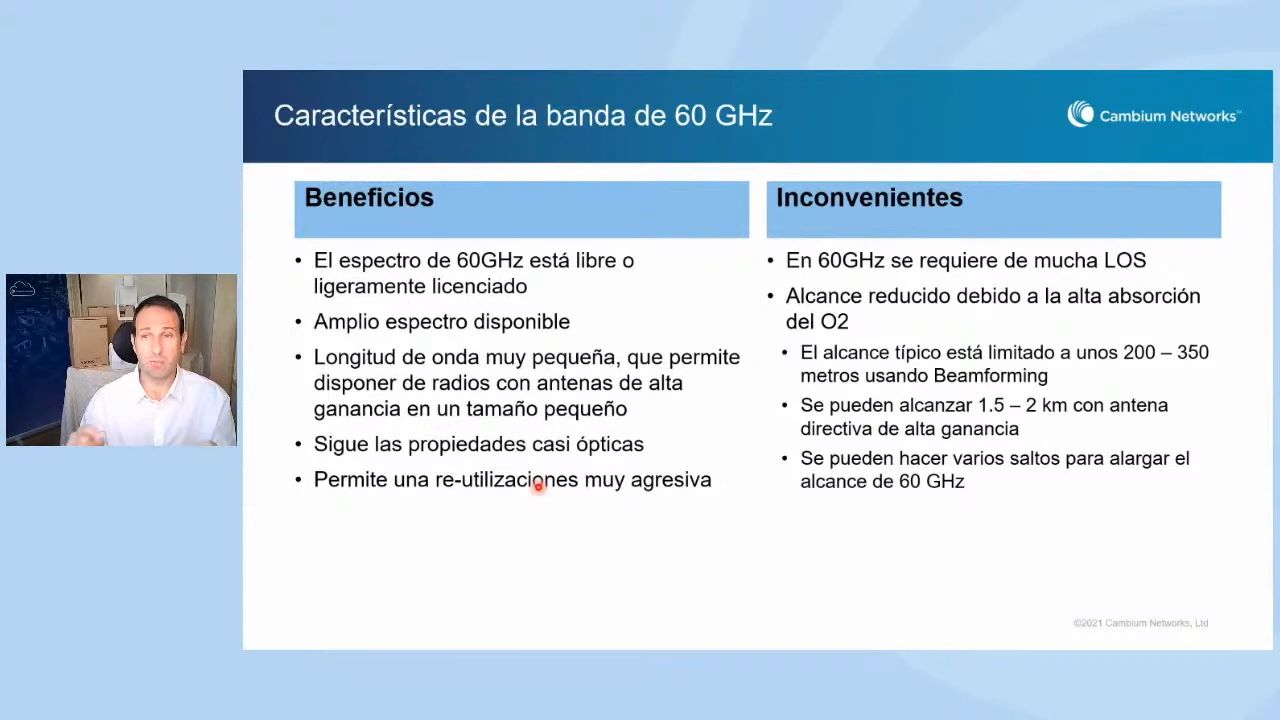 Características de la banda de 60 GHz
Cambium Networks
Beneficios
El espectro de 60GHz está libre o
ligeramente licenciado
Amplio espectro disponible
Longitud de onda muy pequeña, que permite
disponer de radios con antenas de alta
ganancia en un tamaño pequeño
Sigue las propiedades casi ópticas
Permite una re-utilizaciones muy agresiva
Inconvenientes
En 60GHz se requiere de mucha LOS
Alcance reducido debido a la alta absorción
del O2
El alcance típico está limitado a unos 200 – 350
metros usando Beamforming
Se pueden alcanzar 1.5 – 2 km con antena
directiva de alta ganancia
Se pueden hacer varios saltos para alargar el
alcance de 60 GHz
©2021 Cambium Networks, Ltd